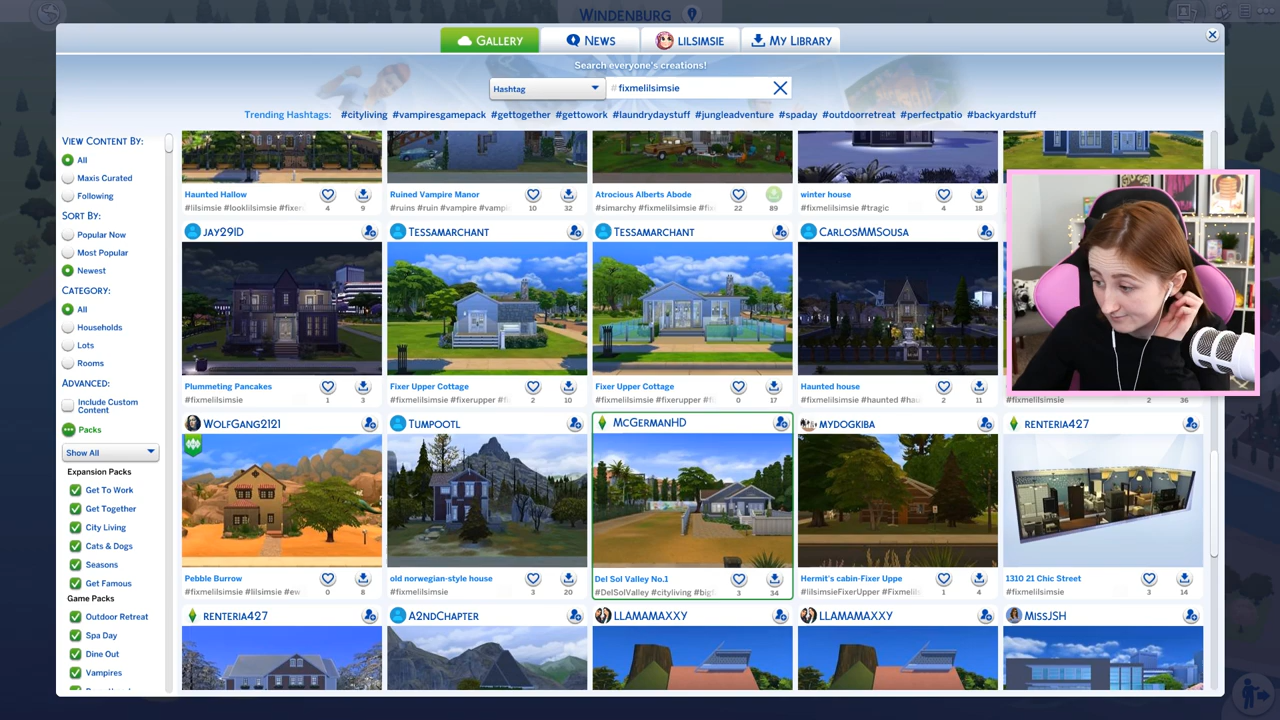 WINDENBURG
GALLERY
NEWS
LILSIMSIE
MY LIBRARY
Search everyone's creations!
Hashtag
# fixmelilsimsie
Trending Hashtags: #cityliving #vampiresgamepack #gettogether #gettowork #laundrydaystuff #jungleadventure #spaday #outdoorretreat #perfectpatio #backyardstuff
VIEW CONTENT BY:
All
Maxis Curated
Following
SORT BY:
Popular Now
Most Popular
Newest
CATEGORY:
All
Households
Lots
Rooms
ADVANCED:
Include Custom
Content
Packs
Show All
Expansion Packs
Get To Work
Get Together
City Living
Cats & Dogs
Seasons
Get Famous
Game Packs
Outdoor Retreat
Spa Day
Dine Out
Vampires
Haunted Hallow
#lilsimsie #looklilsimsie #fixer 4 9
Ruined Vampire Manor
#ruins #ruin #vampire #vamp 10 32
Atrocious Alberts Abode
#simarchy #fixmelilsimsie #fix 22 89
winter house
#fixmelilsimsie #tragic 4 18
JAY29ID
Plummeting Pancakes
#fixmelilsimsie 1 3
TESSAMARCHANT
Fixer Upper Cottage
#fixmelilsimsie #fixerupper #f 2 10
TESSAMARCHANT
Fixer Upper Cottage
#fixmelilsimsie #fixerupper #f 0 17
CARLOSMMSOUSA
Haunted house
#fixmelilsimsie #haunted #hau 2 11
#fixmelilsimsie 2 36
WOLFGANG2121
Pebble Burrow
#fixmelilsimsie #lilsimsie #ew 0 8
TUMPOOTL
old norwegian-style house
#fixmelilsimsie 3 20
MCGERMANHD
Del Sol Valley No.1
#DelSolValley #cityliving #big 3 34
MYDOGKIBA
Hermit's cabin-Fixer Uppe
#lilsimsieFixerUpper #Fixmelil 1 4
RENTERIA427
1310 21 Chic Street
#fixmelilsimsie 3 14
RENTERIA427
A2NDCHAPTER
LLAMAMAXXY
LLAMAMAXXY
MISSJSH